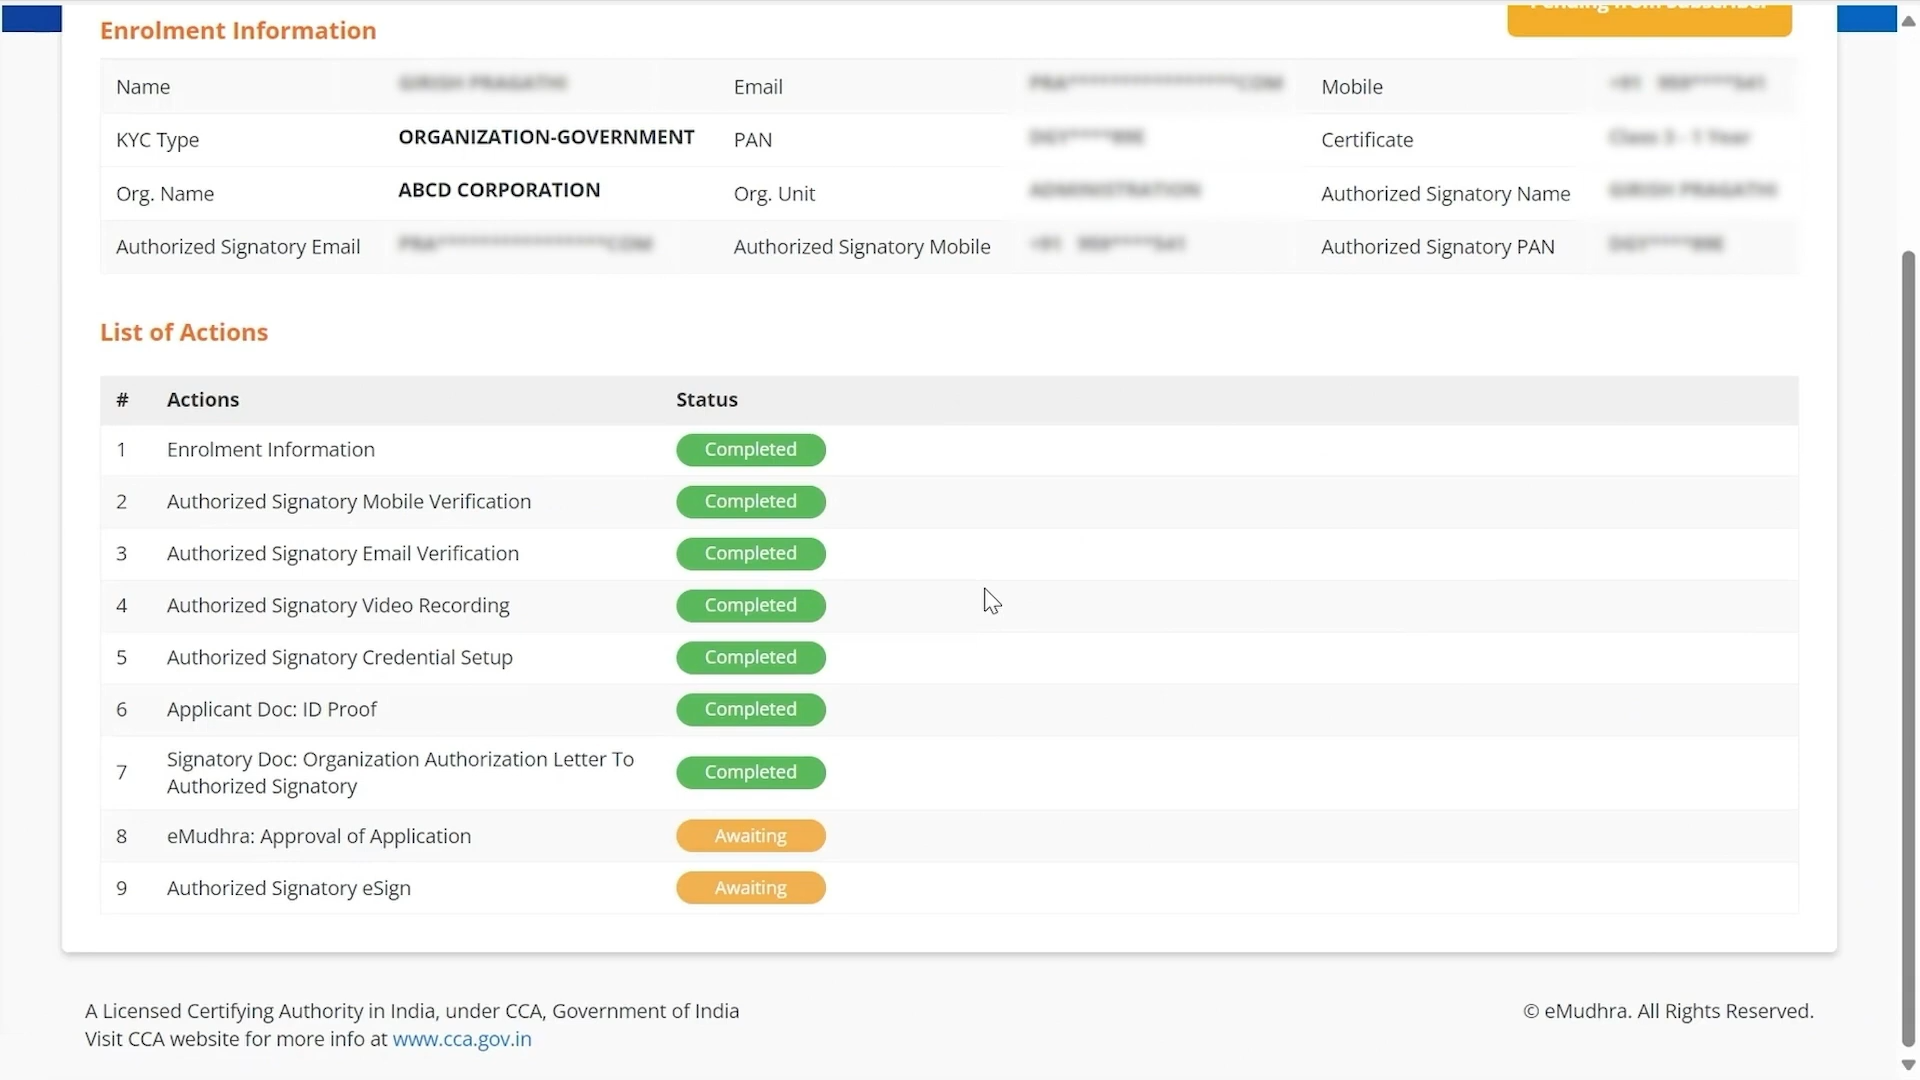 Enrolment Information
Pending from Subscriber
Name Email Mobile
KYC Type ORGANIZATION-GOVERNMENT PAN Certificate
Org. Name ABCD CORPORATION Org. Unit Authorized Signatory Name
Authorized Signatory Email Authorized Signatory Mobile Authorized Signatory PAN
List of Actions
# Actions Status
1 Enrolment Information Completed
2 Authorized Signatory Mobile Verification Completed
3 Authorized Signatory Email Verification Completed
4 Authorized Signatory Video Recording Completed
5 Authorized Signatory Credential Setup Completed
6 Applicant Doc: ID Proof Completed
7 Signatory Doc: Organization Authorization Letter To
Authorized Signatory Completed
8 eMudhra: Approval of Application Awaiting
9 Authorized Signatory eSign Awaiting
A Licensed Certifying Authority in India, under CCA, Government of India
Visit CCA website for more info at www.cca.gov.in
© eMudhra. All Rights Reserved.